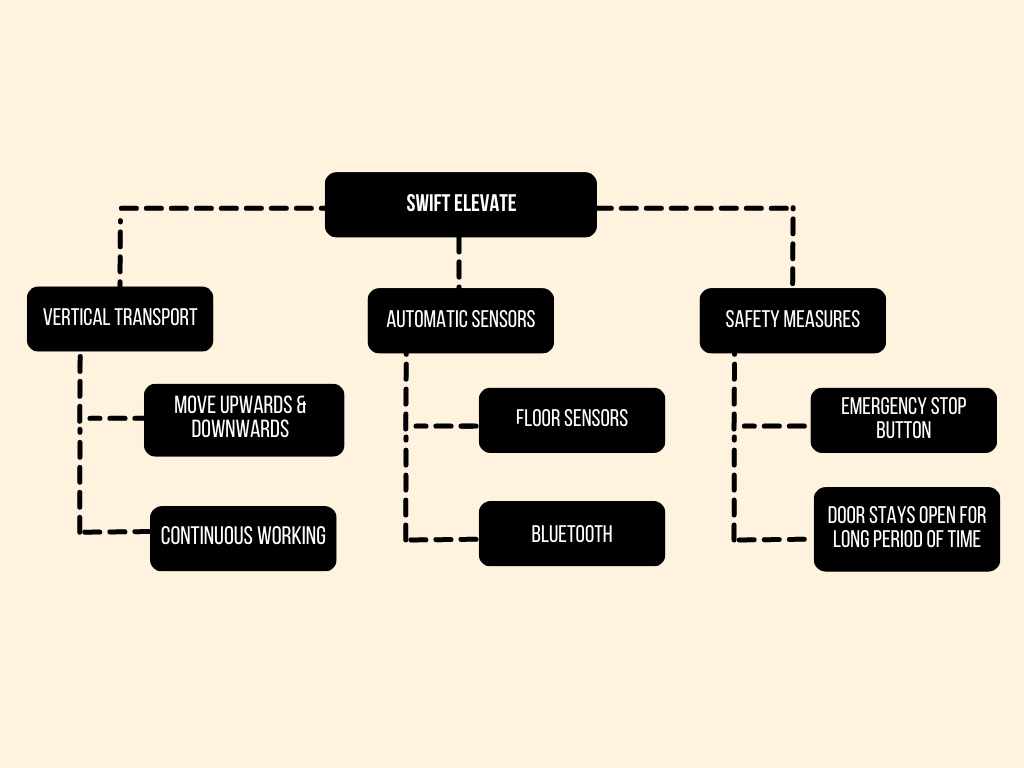 SWIFT ELEVATE
VERTICAL TRANSPORT
AUTOMATIC SENSORS
SAFETY MEASURES
MOVE UPWARDS &
DOWNWARDS
FLOOR SENSORS
EMERGENCY STOP
BUTTON
CONTINUOUS WORKING
BLUETOOTH
DOOR STAYS OPEN FOR
LONG PERIOD OF TIME